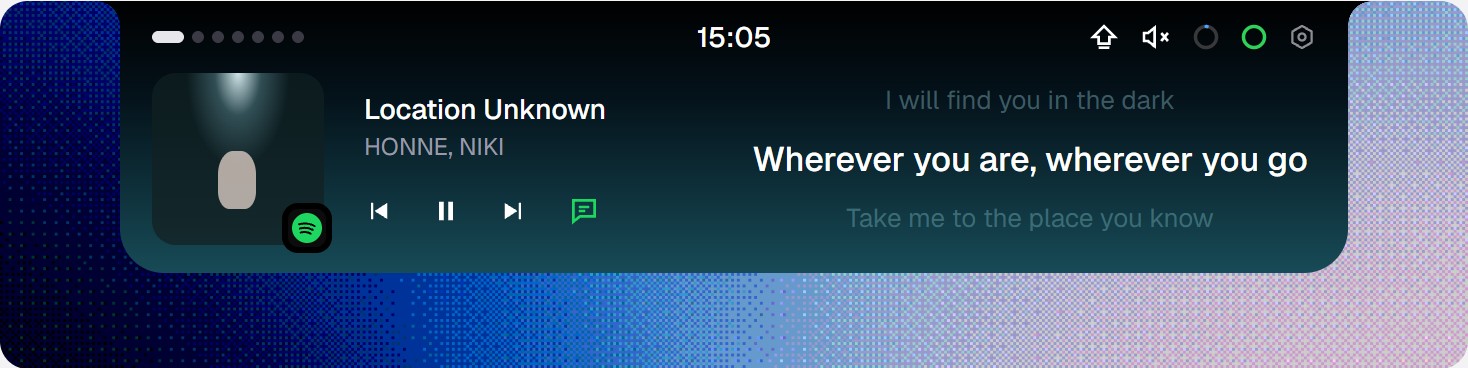 15:05
Location Unknown
HONNE, NIKI
I will find you in the dark
Wherever you are, wherever you go
Take me to the place you know